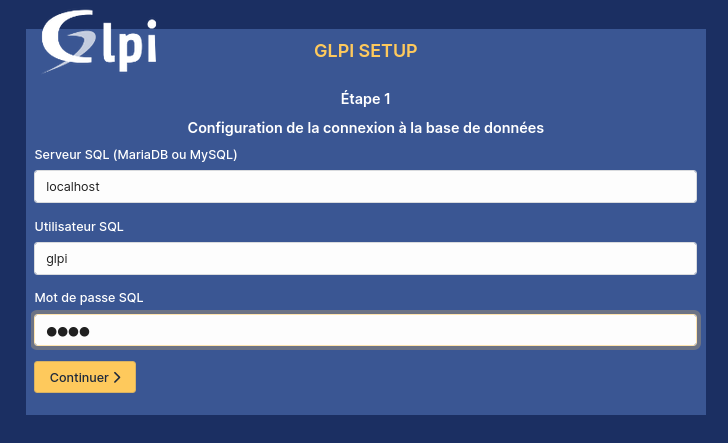 Glpi
GLPI SETUP
Étape 1
Configuration de la connexion à la base de données
Serveur SQL (MariaDB ou MySQL)
localhost
Utilisateur SQL
glpi
Mot de passe SQL
●●●●
Continuer